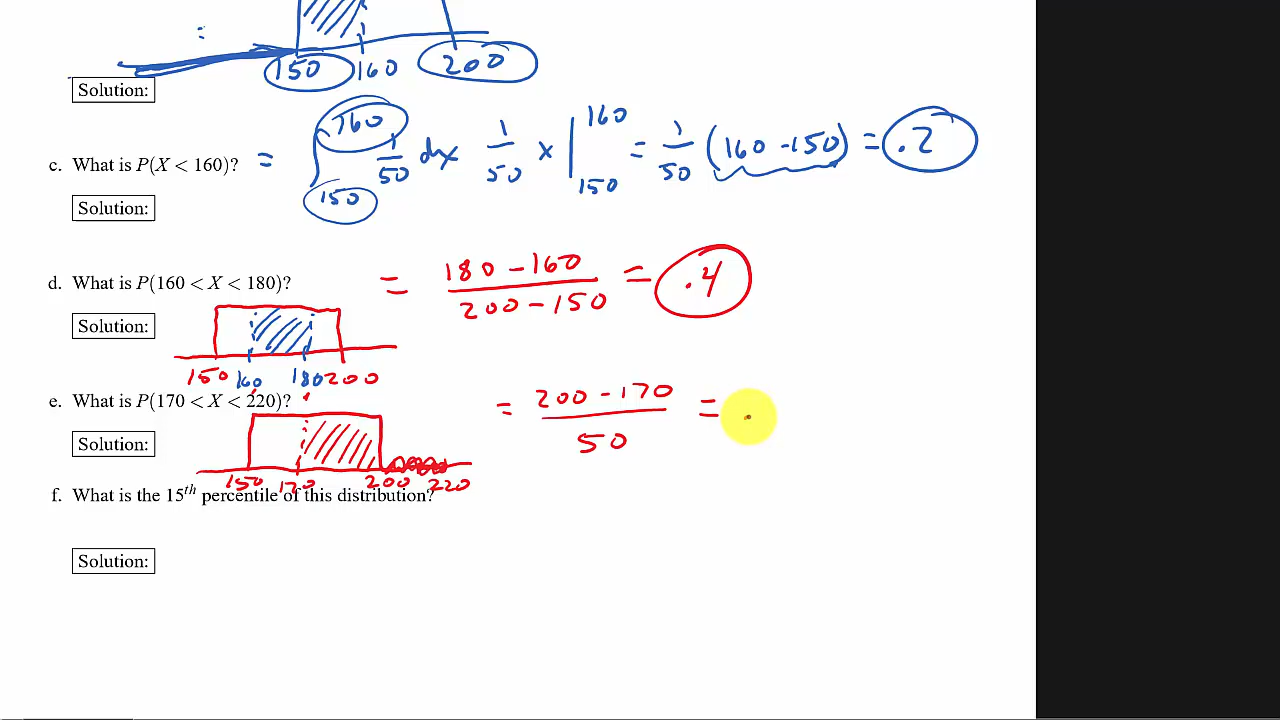 150 160 200
Solution:
c. What is P(X < 160)? = ∫ 160 150 1/50 dx 1/50 x | 160 150 = 1/50 (160 - 150) = .2
Solution:
d. What is P(160 < X < 180)? = 180 - 160 / 200 - 150 = .4
Solution:
150 160 180 200
e. What is P(170 < X < 220)? = 200 - 170 / 50 = .
Solution:
150 170 200 220
f. What is the 15th percentile of this distribution?
Solution: